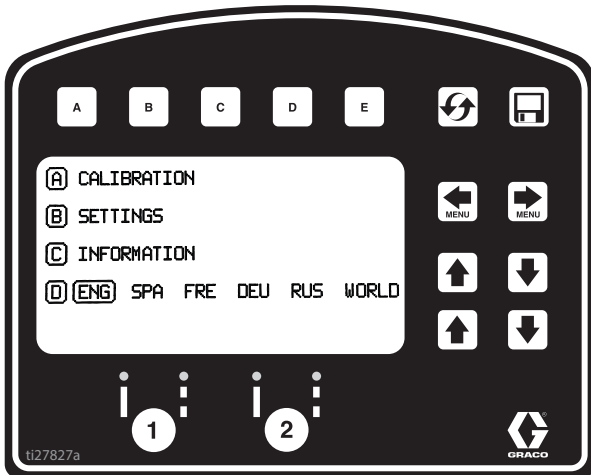 A B C D E
A CALIBRATION
B SETTINGS
C INFORMATION
D ENG SPA FRE DEU RUS WORLD
MENU MENU
1 2
ti27827a
GRACO